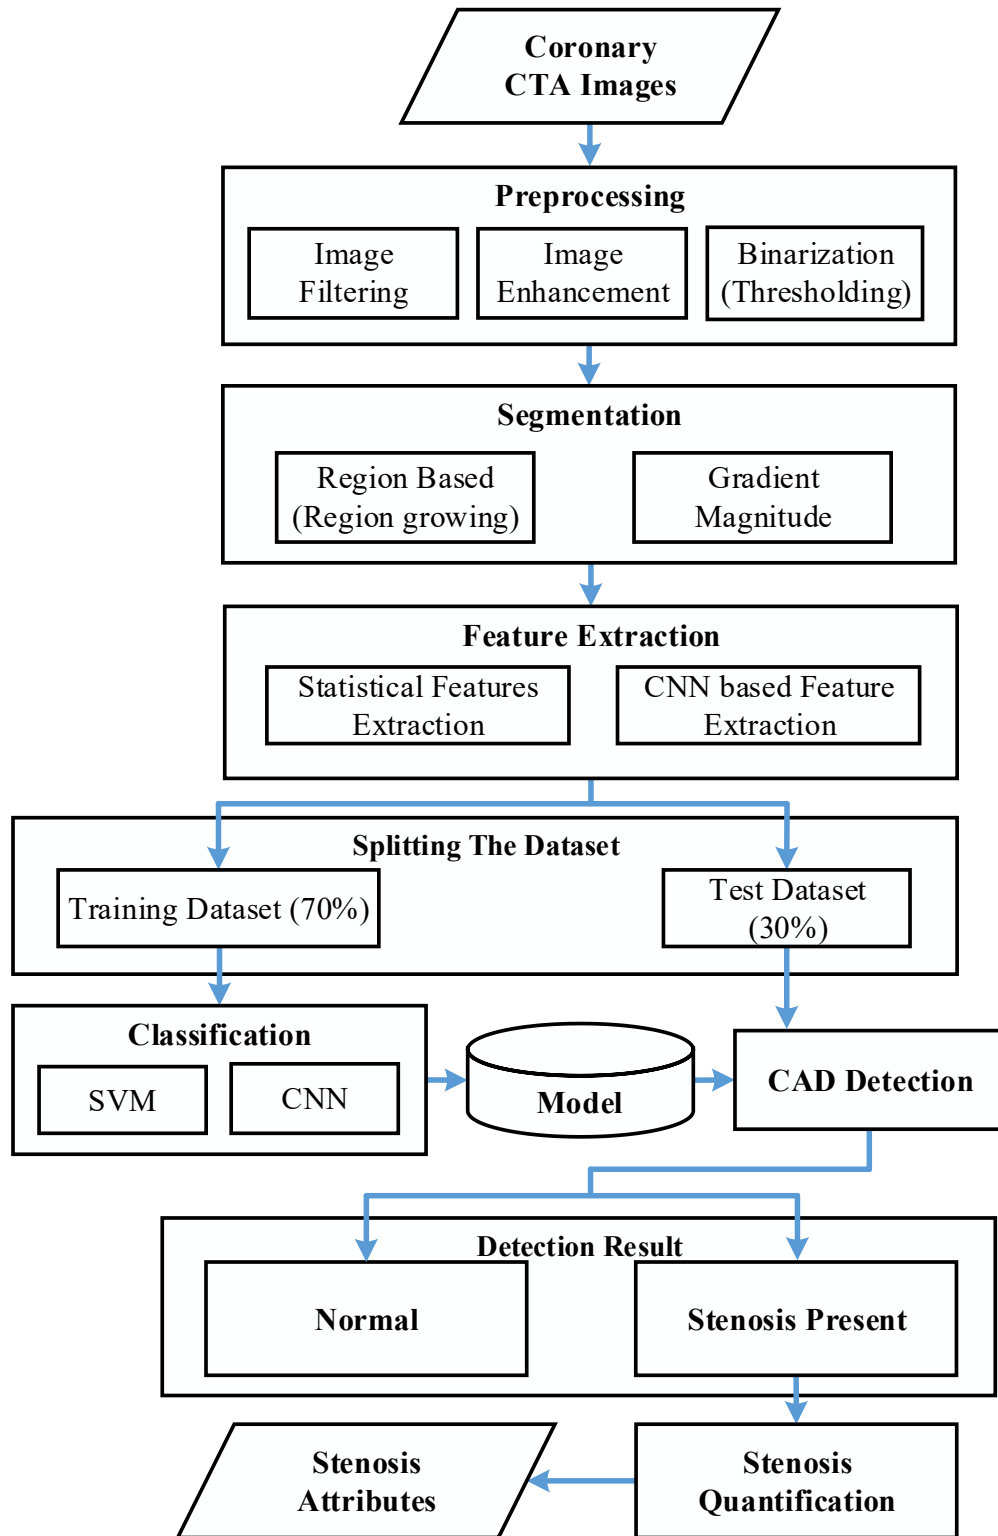 Coronary
CTA Images
Preprocessing
Image
Filtering
Image
Enhancement
Binarization
(Thresholding)
Segmentation
Region Based
(Region growing)
Gradient
Magnitude
Feature Extraction
Statistical Features
Extraction
CNN based Feature
Extraction
Splitting The Dataset
Training Dataset (70%)
Test Dataset
(30%)
Classification
SVM
CNN
Model
CAD Detection
Detection Result
Normal
Stenosis Present
Stenosis
Attributes
Stenosis
Quantification